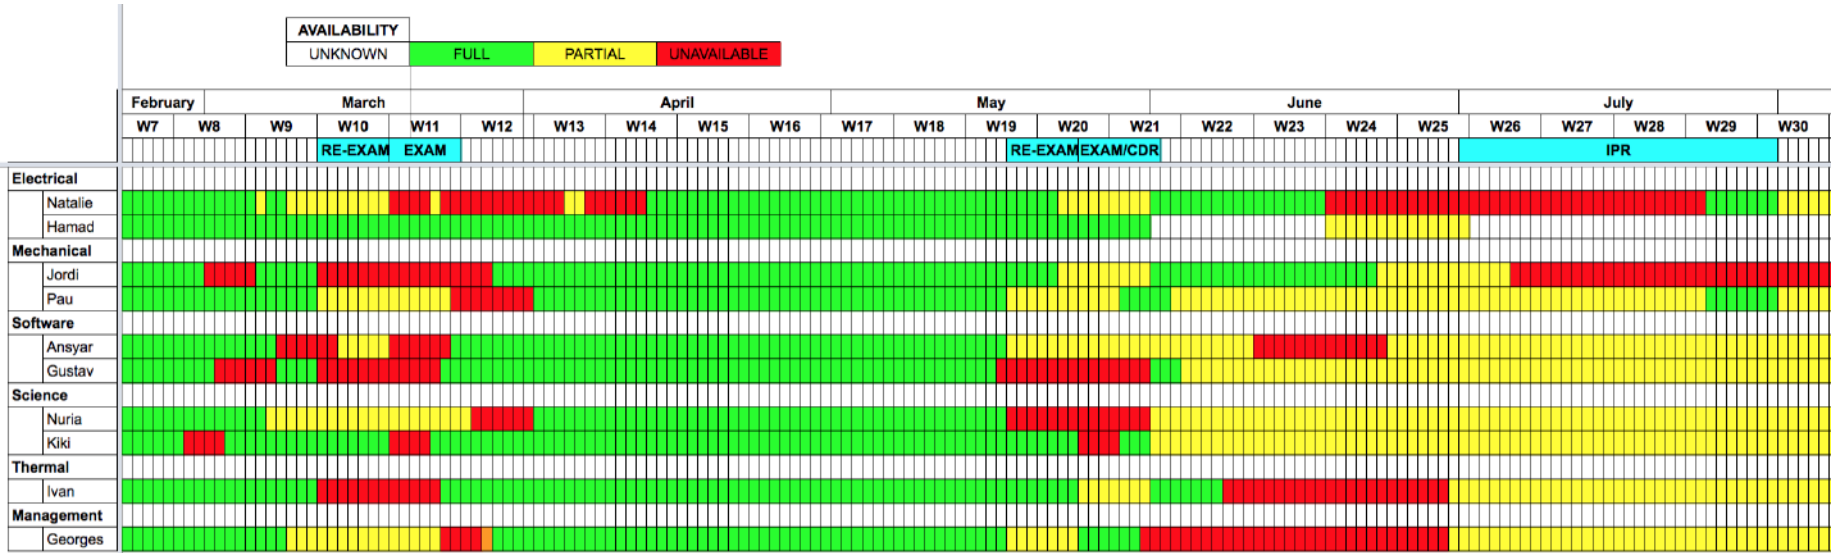 AVAILABILITY
UNKNOWN FULL PARTIAL UNAVAILABLE
February March April May June July
W7 W8 W9 W10 W11 W12 W13 W14 W15 W16 W17 W18 W19 W20 W21 W22 W23 W24 W25 W26 W27 W28 W29 W30
RE-EXAM EXAM RE-EXAM EXAM/CDR IPR
Electrical
Natalie
Hamad
Mechanical
Jordi
Pau
Software
Ansyar
Gustav
Science
Nuria
Kiki
Thermal
Ivan
Management
Georges